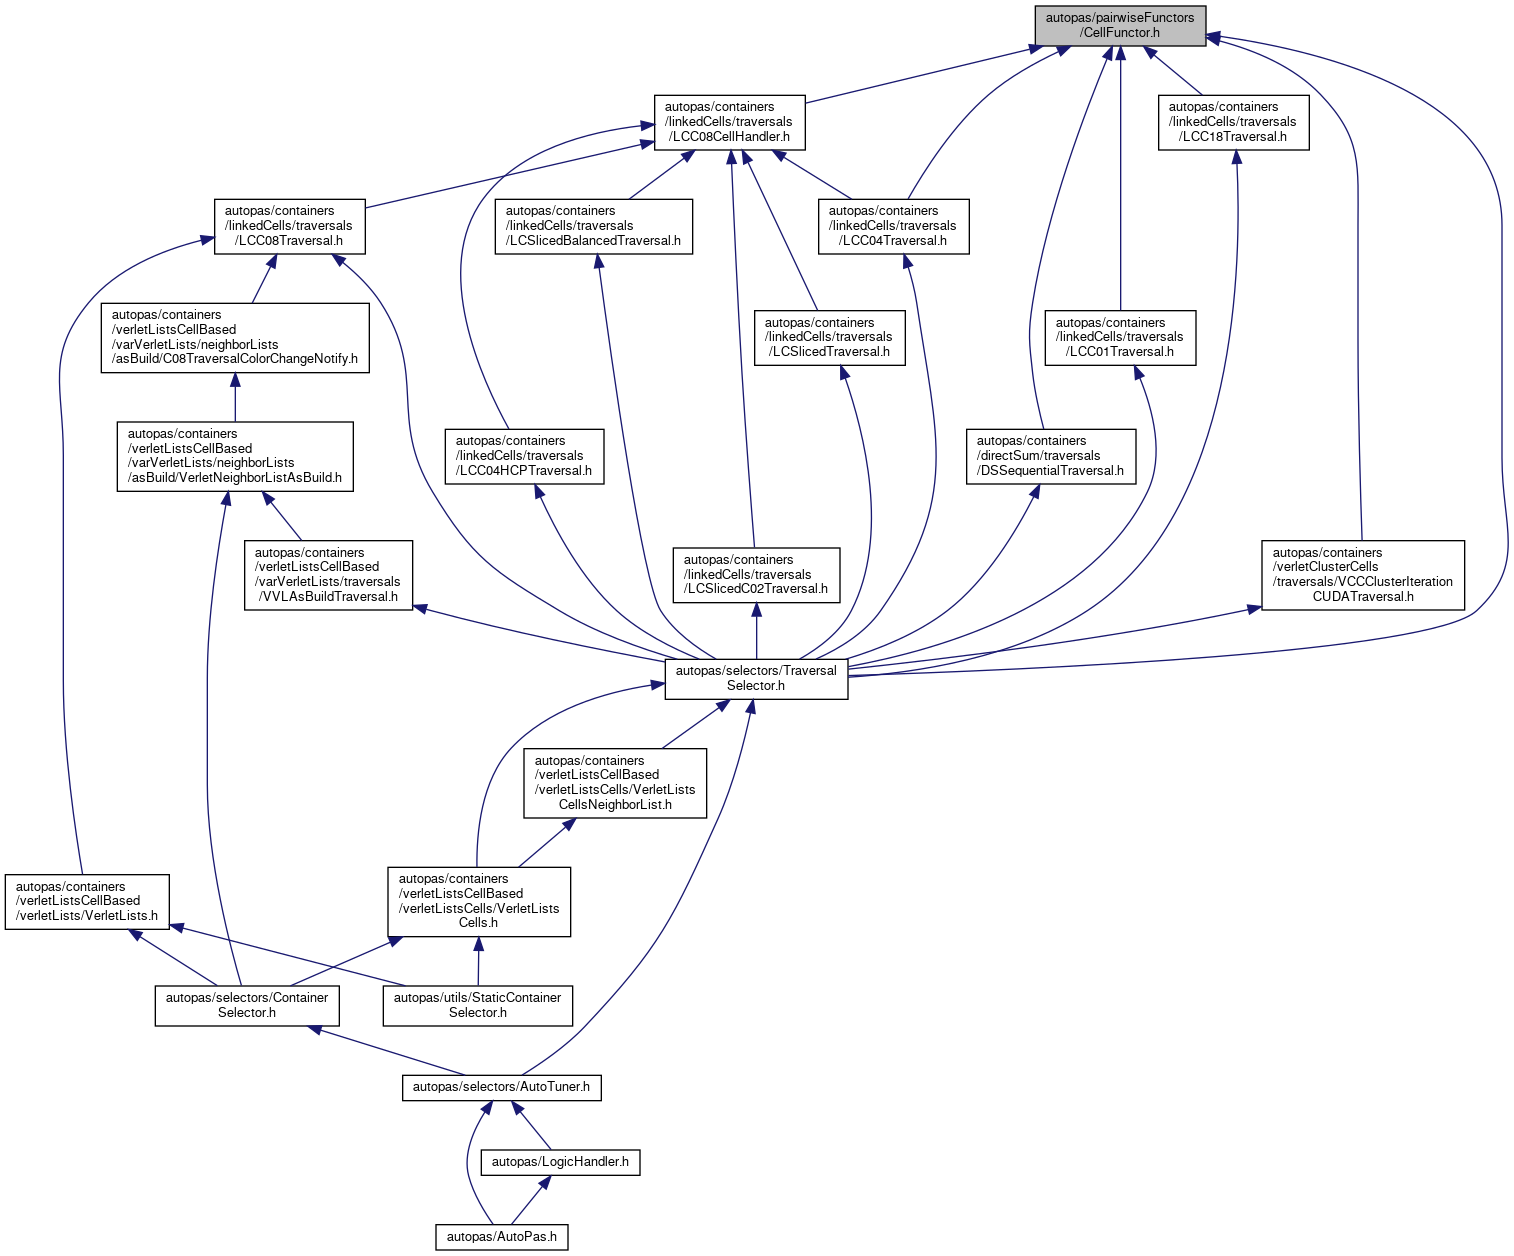 autopas/pairwiseFunctors
/CellFunctor.h
autopas/containers
/linkedCells/traversals
/LCC08CellHandler.h
autopas/containers
/linkedCells/traversals
/LCC18Traversal.h
autopas/containers
/linkedCells/traversals
/LCC08Traversal.h
autopas/containers
/linkedCells/traversals
/LCSlicedBalancedTraversal.h
autopas/containers
/linkedCells/traversals
/LCC04Traversal.h
autopas/containers
/verletListsCellBased
/varVerletLists/neighborLists
/asBuild/C08TraversalColorChangeNotify.h
autopas/containers
/linkedCells/traversals
/LCSlicedTraversal.h
autopas/containers
/linkedCells/traversals
/LCC01Traversal.h
autopas/containers
/verletListsCellBased
/varVerletLists/neighborLists
/asBuild/VerletNeighborListAsBuild.h
autopas/containers
/linkedCells/traversals
/LCC04HCPTraversal.h
autopas/containers
/directSum/traversals
/DSSequentialTraversal.h
autopas/containers
/verletListsCellBased
/varVerletLists/traversals
/VVLAsBuildTraversal.h
autopas/containers
/linkedCells/traversals
/LCSlicedC02Traversal.h
autopas/containers
/verletClusterCells
/traversals/VCCClusterIteration
CUDATraversal.h
autopas/selectors/Traversal
Selector.h
autopas/containers
/verletListsCellBased
/verletListsCells/VerletLists
CellsNeighborList.h
autopas/containers
/verletListsCellBased
/verletLists/VerletLists.h
autopas/containers
/verletListsCellBased
/verletListsCells/VerletLists
Cells.h
autopas/selectors/Container
Selector.h
autopas/utils/StaticContainer
Selector.h
autopas/selectors/AutoTuner.h
autopas/LogicHandler.h
autopas/AutoPas.h